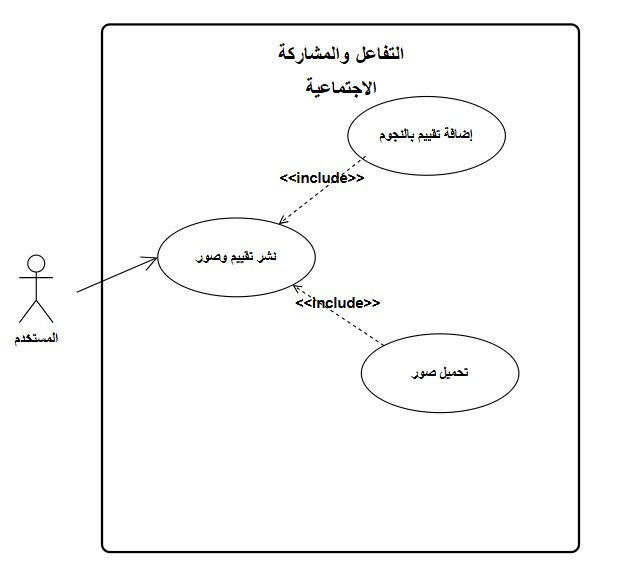 التفاعل والمشاركة
الاجتماعية
إضافة تقييم بالنجوم
<<include>>
نشر تقييم وصور
<<Include>>
المستخدم
تحميل صور